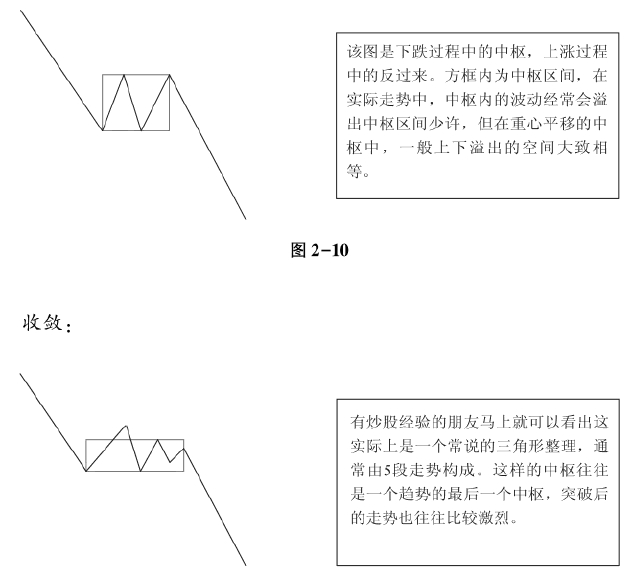 该图是下跌过程中的中枢，上涨过程
中的反过来。方框内为中枢区间，在
实际走势中，中枢内的波动经常会溢
出中枢区间少许，但在重心平移的中
枢中，一般上下溢出的空间大致相
等。
图 2-10
收敛：
有炒股经验的朋友马上就可以看出这
实际上是一个常说的三角形整理，通
常由5段走势构成。这样的中枢往往
是一个趋势的最后一个中枢，突破后
的走势也往往比较激烈。